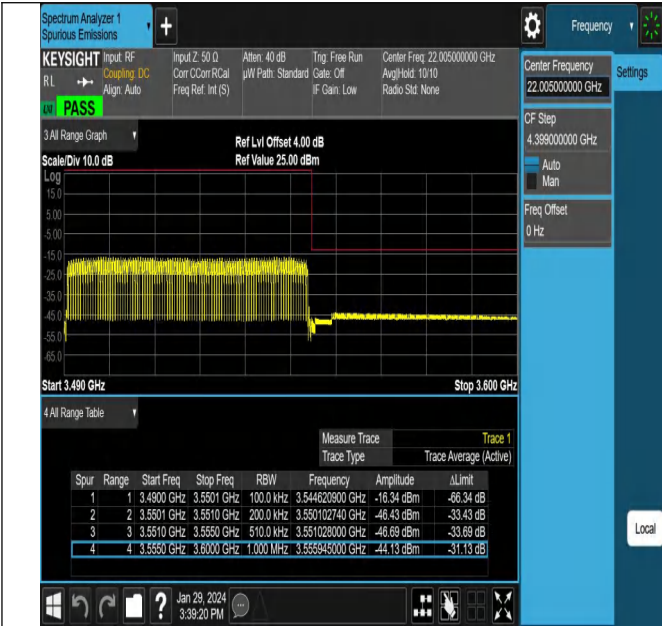 Spectrum Analyzer 1
Spurious Emissions
Frequency
KEYSIGHT
RL
Input: RF
Coupling: DC
Align: Auto
Input Z: 50 Ω
Corr CCorr RCal
Freq Ref: Int (S)
Atten: 40 dB
µW Path: Standard
Trig: Free Run
Gate: Off
IF Gain: Low
Center Freq: 22.005000000 GHz
Avg|Hold: 10/10
Radio Std: None
PASS
Center Frequency
22.005000000 GHz
Settings
CF Step
4.399000000 GHz
Auto
Man
Freq Offset
0 Hz
3 All Range Graph
Scale/Div 10.0 dB
Ref Lvl Offset 4.00 dB
Ref Value 25.00 dBm
Log
15.0
5.00
-5.00
-15.0
-25.0
-35.0
-45.0
-55.0
-65.0
Start 3.490 GHz
Stop 3.600 GHz
4 All Range Table
Measure Trace Trace 1
Trace Type Trace Average (Active)
Spur Range Start Freq Stop Freq RBW Frequency Amplitude ΔLimit
1 1 3.4900 GHz 3.5501 GHz 100.0 kHz 3.544620900 GHz -16.34 dBm -66.34 dB
2 2 3.5501 GHz 3.5510 GHz 200.0 kHz 3.550102740 GHz -46.43 dBm -33.43 dB
3 3 3.5510 GHz 3.5550 GHz 510.0 kHz 3.551028000 GHz -46.69 dBm -33.69 dB
4 4 3.5550 GHz 3.6000 GHz 1.000 MHz 3.555945000 GHz -44.13 dBm -31.13 dB
Local
Jan 29, 2024
3:39:20 PM